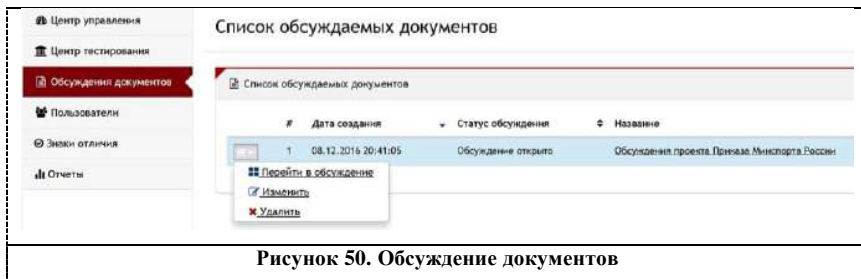 Центр управления
Список обсуждаемых документов
Центр тестирования
Обсуждения документов
Список обсуждаемых документов
Пользователи
# Дата создания Статус обсуждения Название
Знаки отличия
1 08.12.2016 20:41:05 Обсуждение открыто Обсуждения проекта Приказа Минспорта России
Отчеты
Перейти в обсуждение
Изменить
Удалить
Рисунок 50. Обсуждение документов